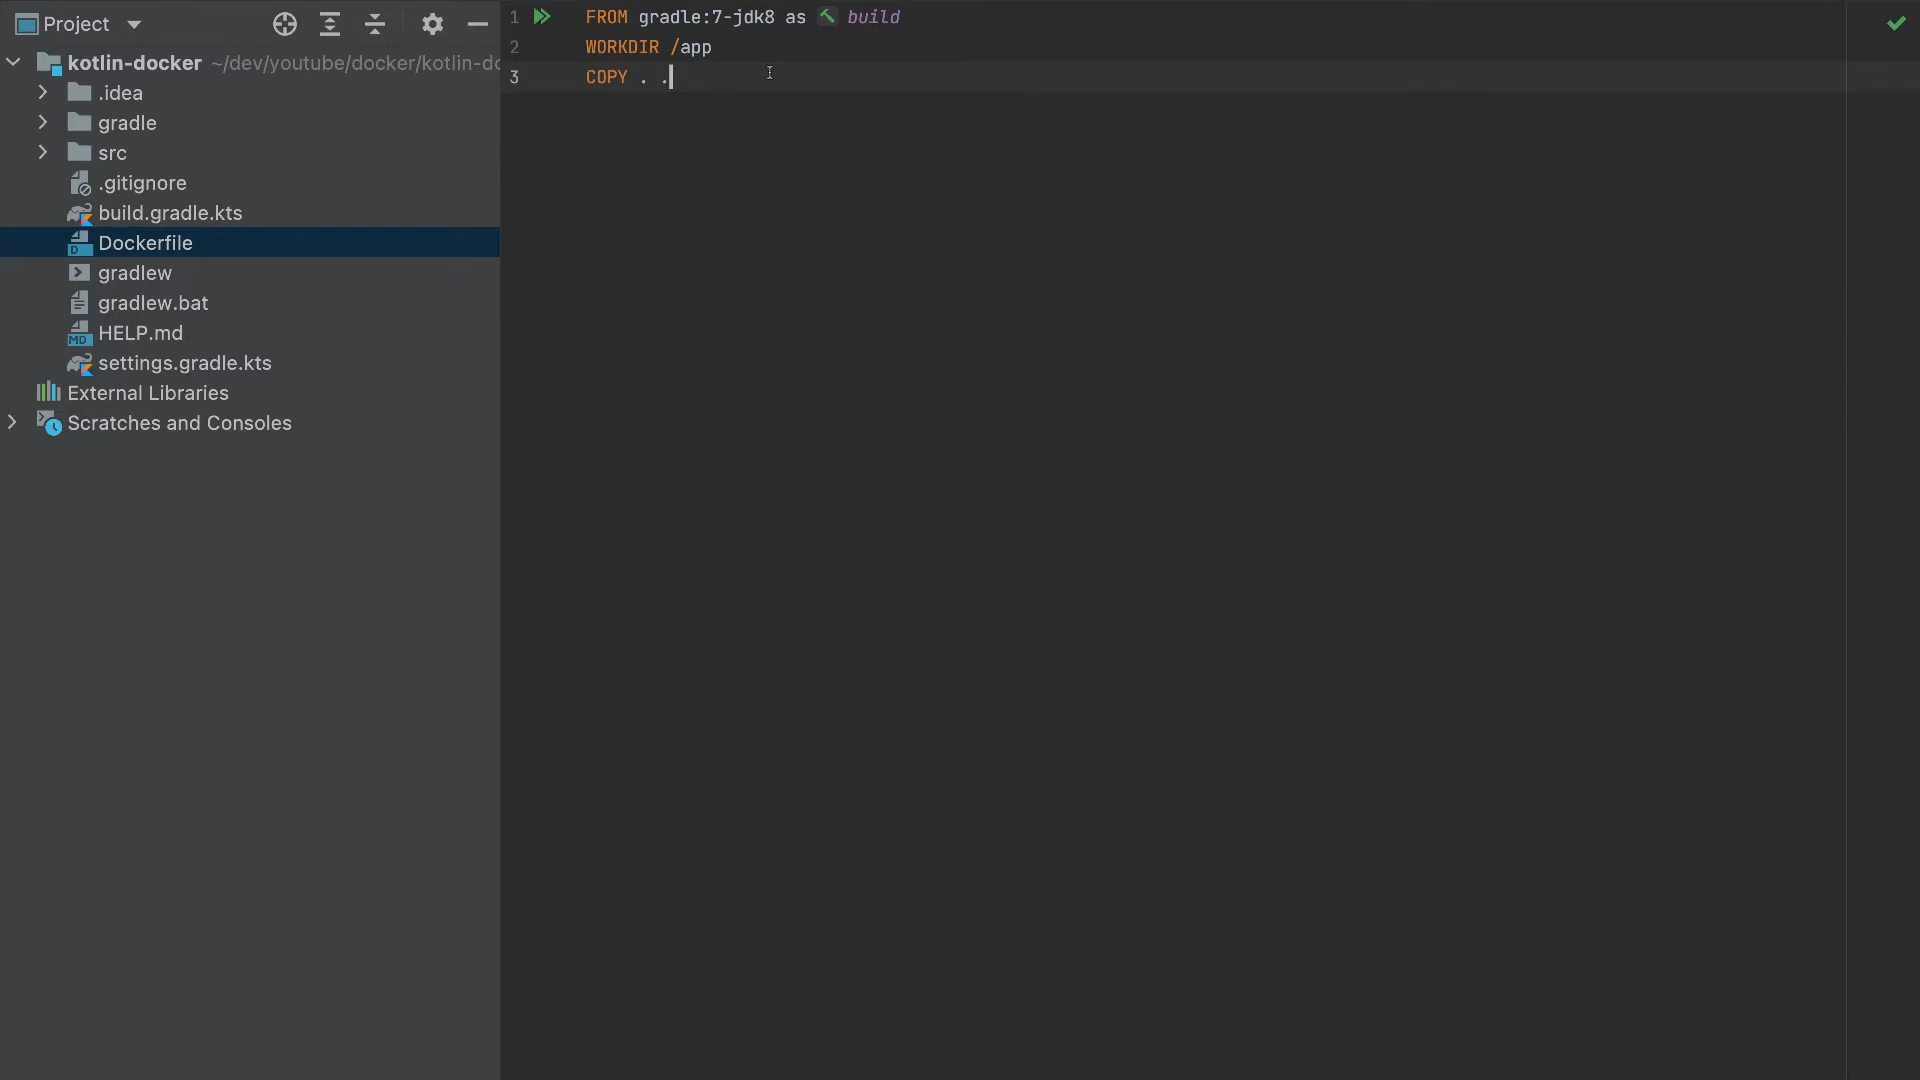 Project
kotlin-docker ~/dev/youtube/docker/kotlin-do
.idea
gradle
src
.gitignore
build.gradle.kts
Dockerfile
gradlew
gradlew.bat
HELP.md
settings.gradle.kts
External Libraries
Scratches and Consoles
1 FROM gradle:7-jdk8 as build
2 WORKDIR /app
3 COPY . .